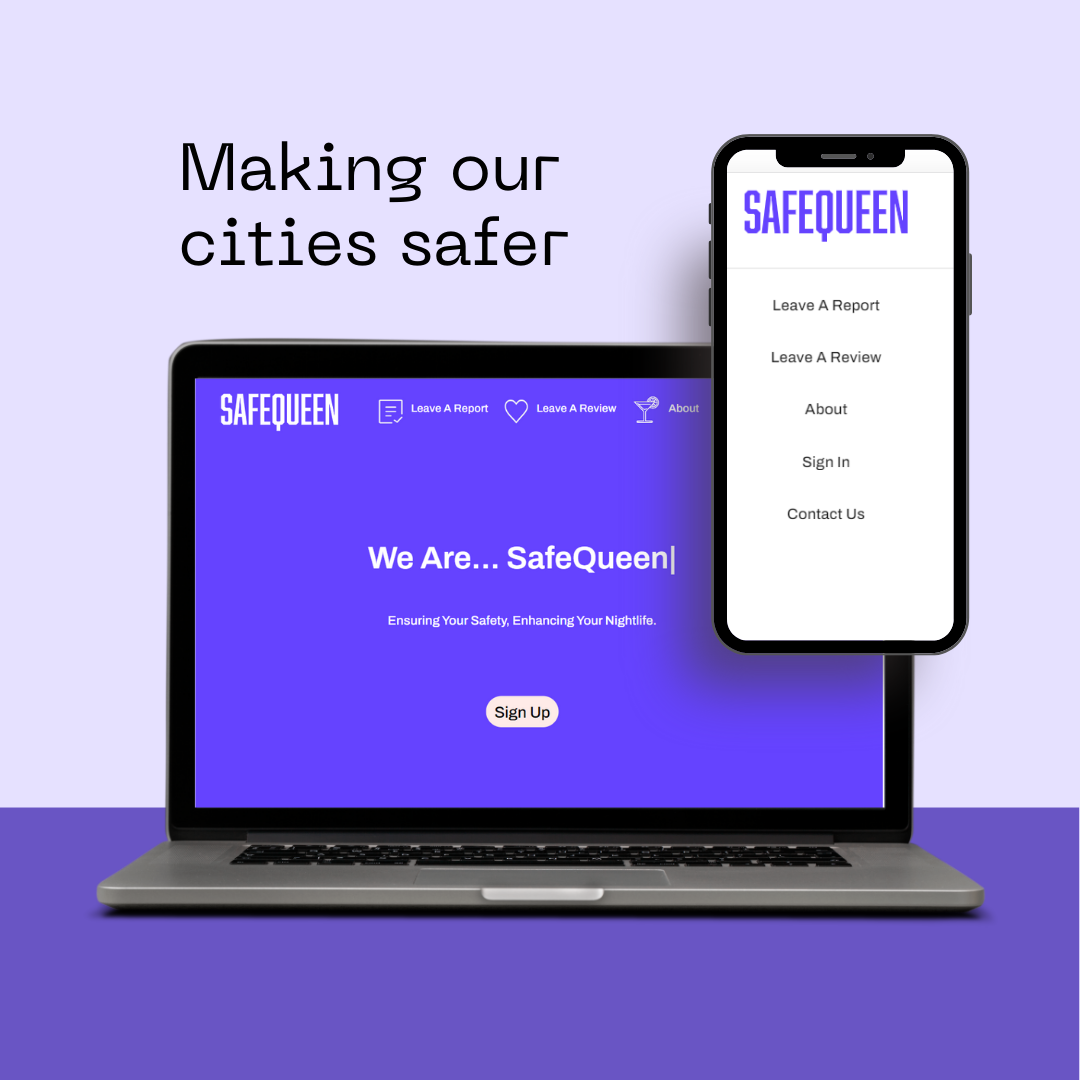 Making our
cities safer
SAFEQUEEN
Leave A Report
Leave A Review
About
Sign In
Contact Us
SAFEQUEEN
Leave A Report
Leave A Review
About
We Are... SafeQueen|
Ensuring Your Safety, Enhancing Your Nightlife.
Sign Up